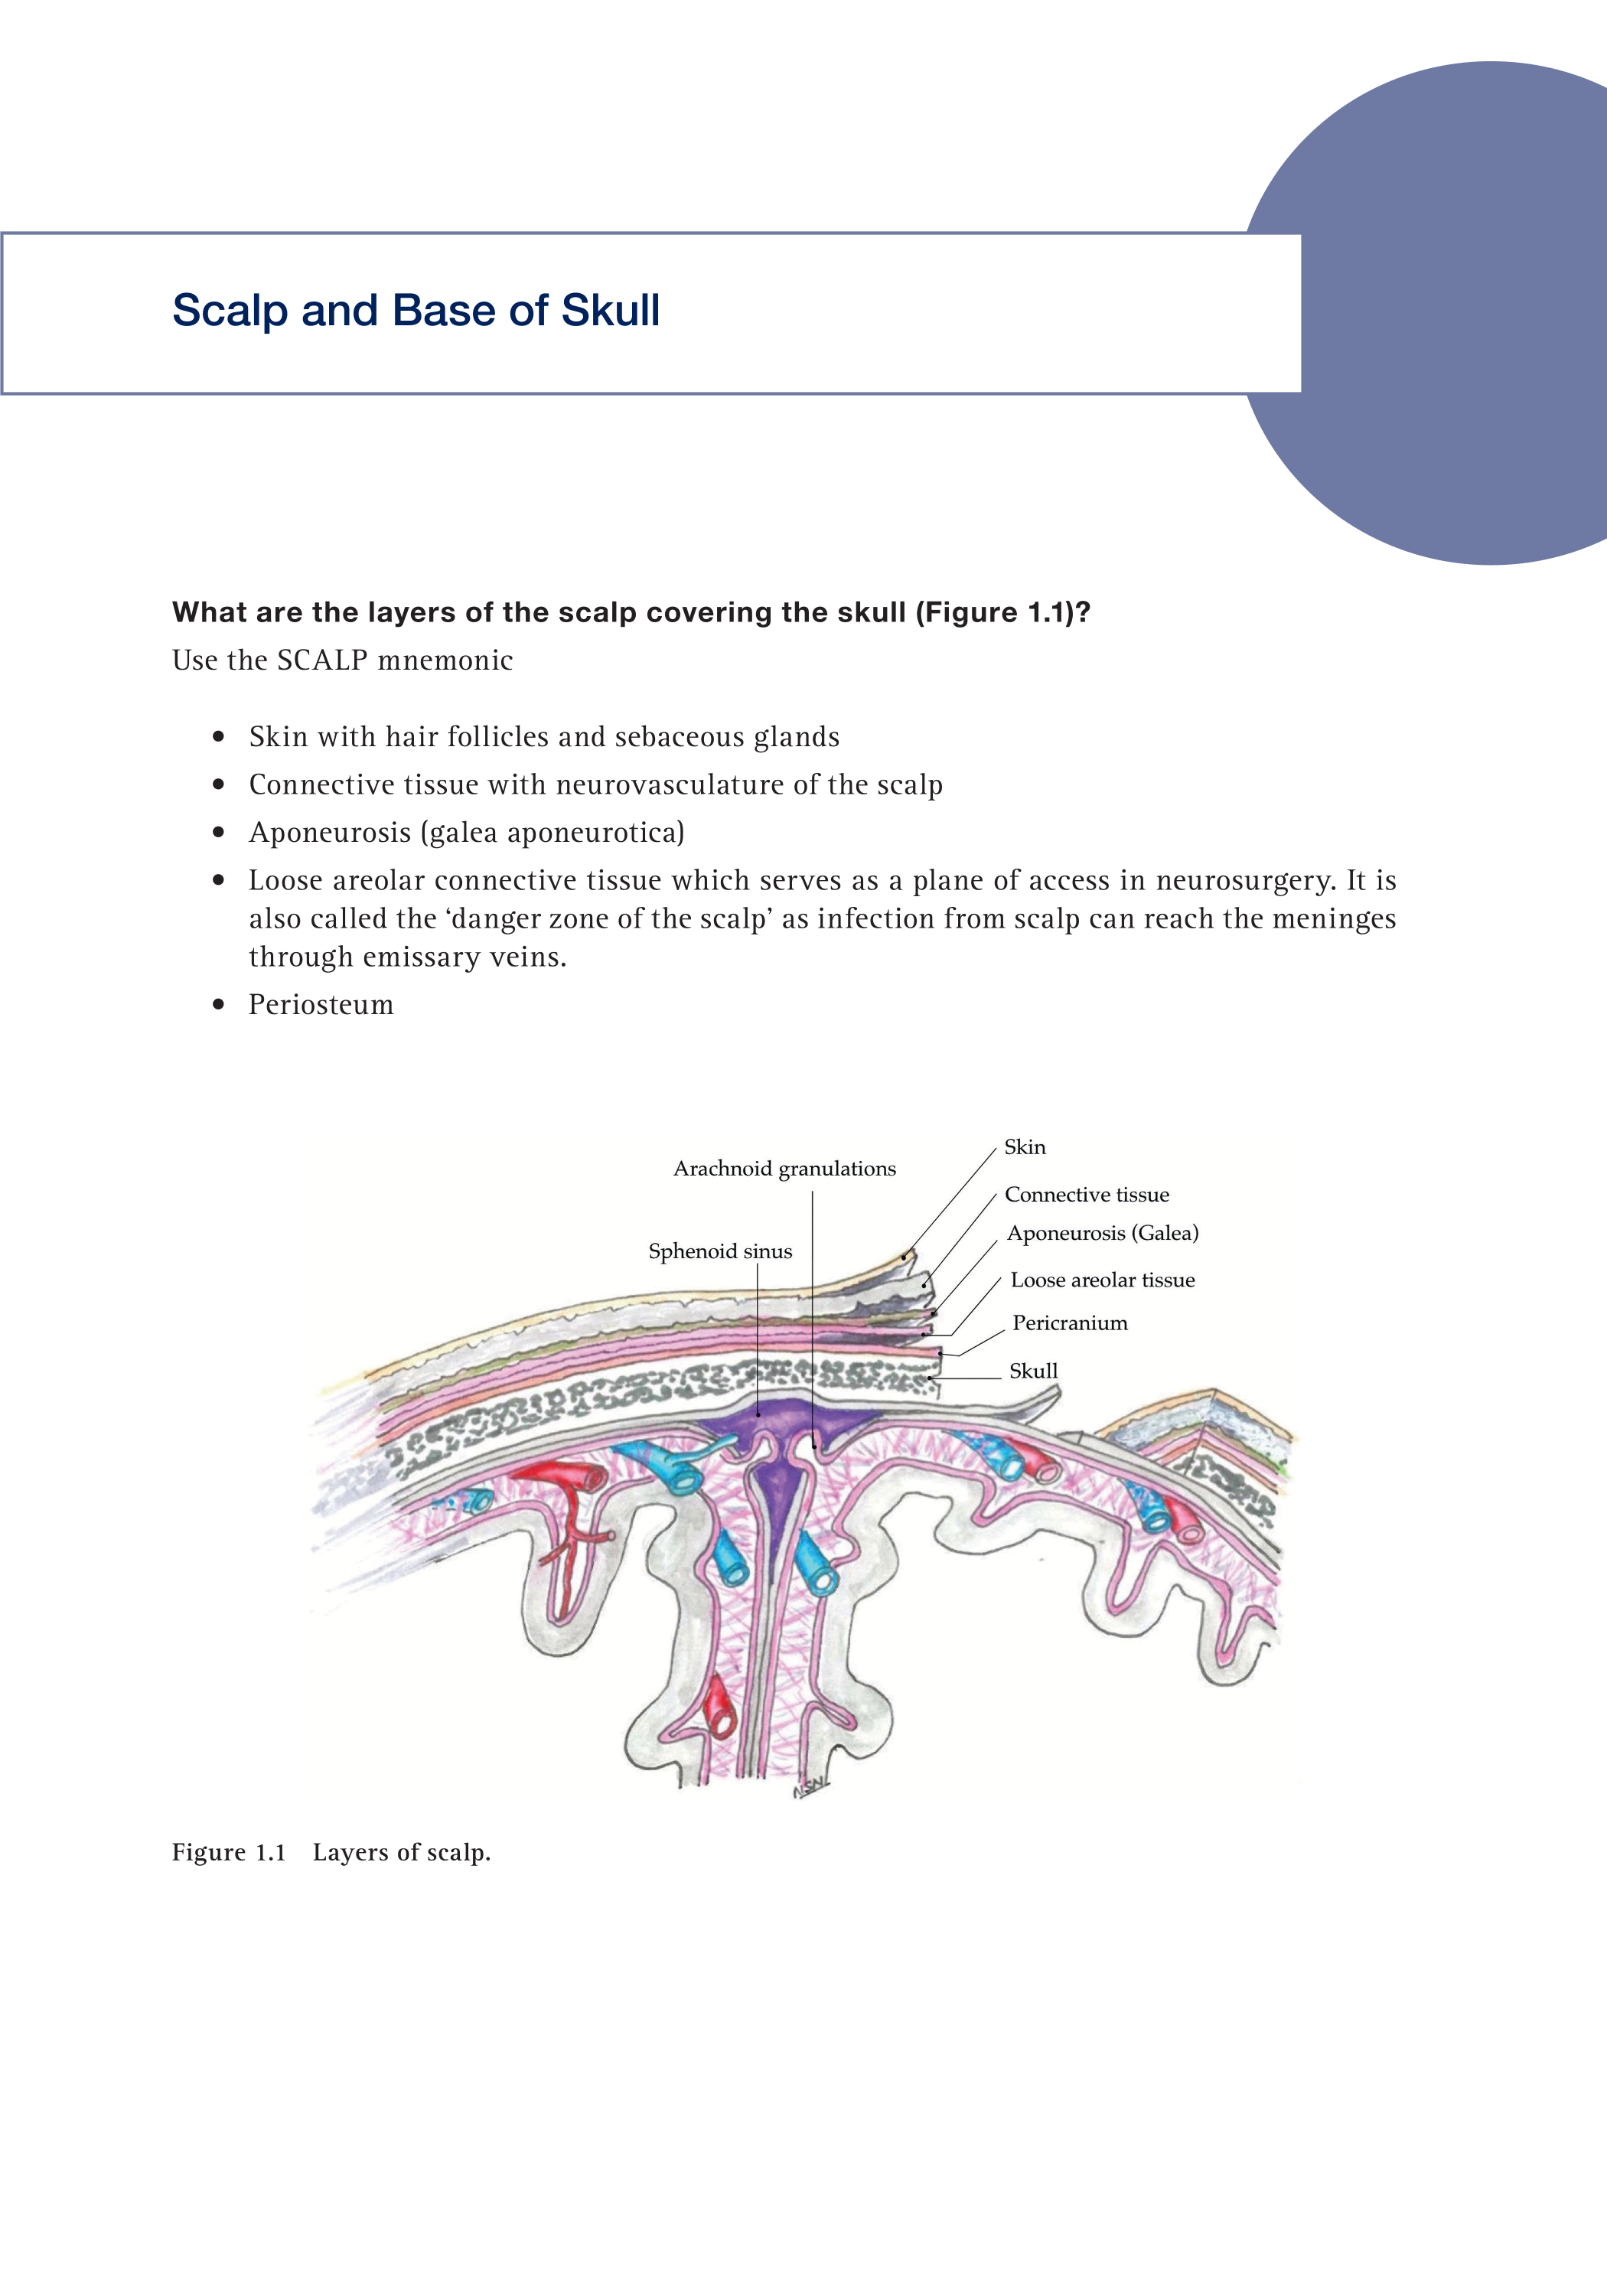 Scalp and Base of Skull
What are the layers of the scalp covering the skull (Figure 1.1)?
Use the SCALP mnemonic
• Skin with hair follicles and sebaceous glands
• Connective tissue with neurovasculature of the scalp
• Aponeurosis (galea aponeurotica)
• Loose areolar connective tissue which serves as a plane of access in neurosurgery. It is
also called the ‘danger zone of the scalp’ as infection from scalp can reach the meninges
through emissary veins.
• Periosteum
Skin
Arachnoid granulations
Connective tissue
Aponeurosis (Galea)
Sphenoid sinus
Loose areolar tissue
Pericranium
Skull
NSN
Figure 1.1 Layers of scalp.